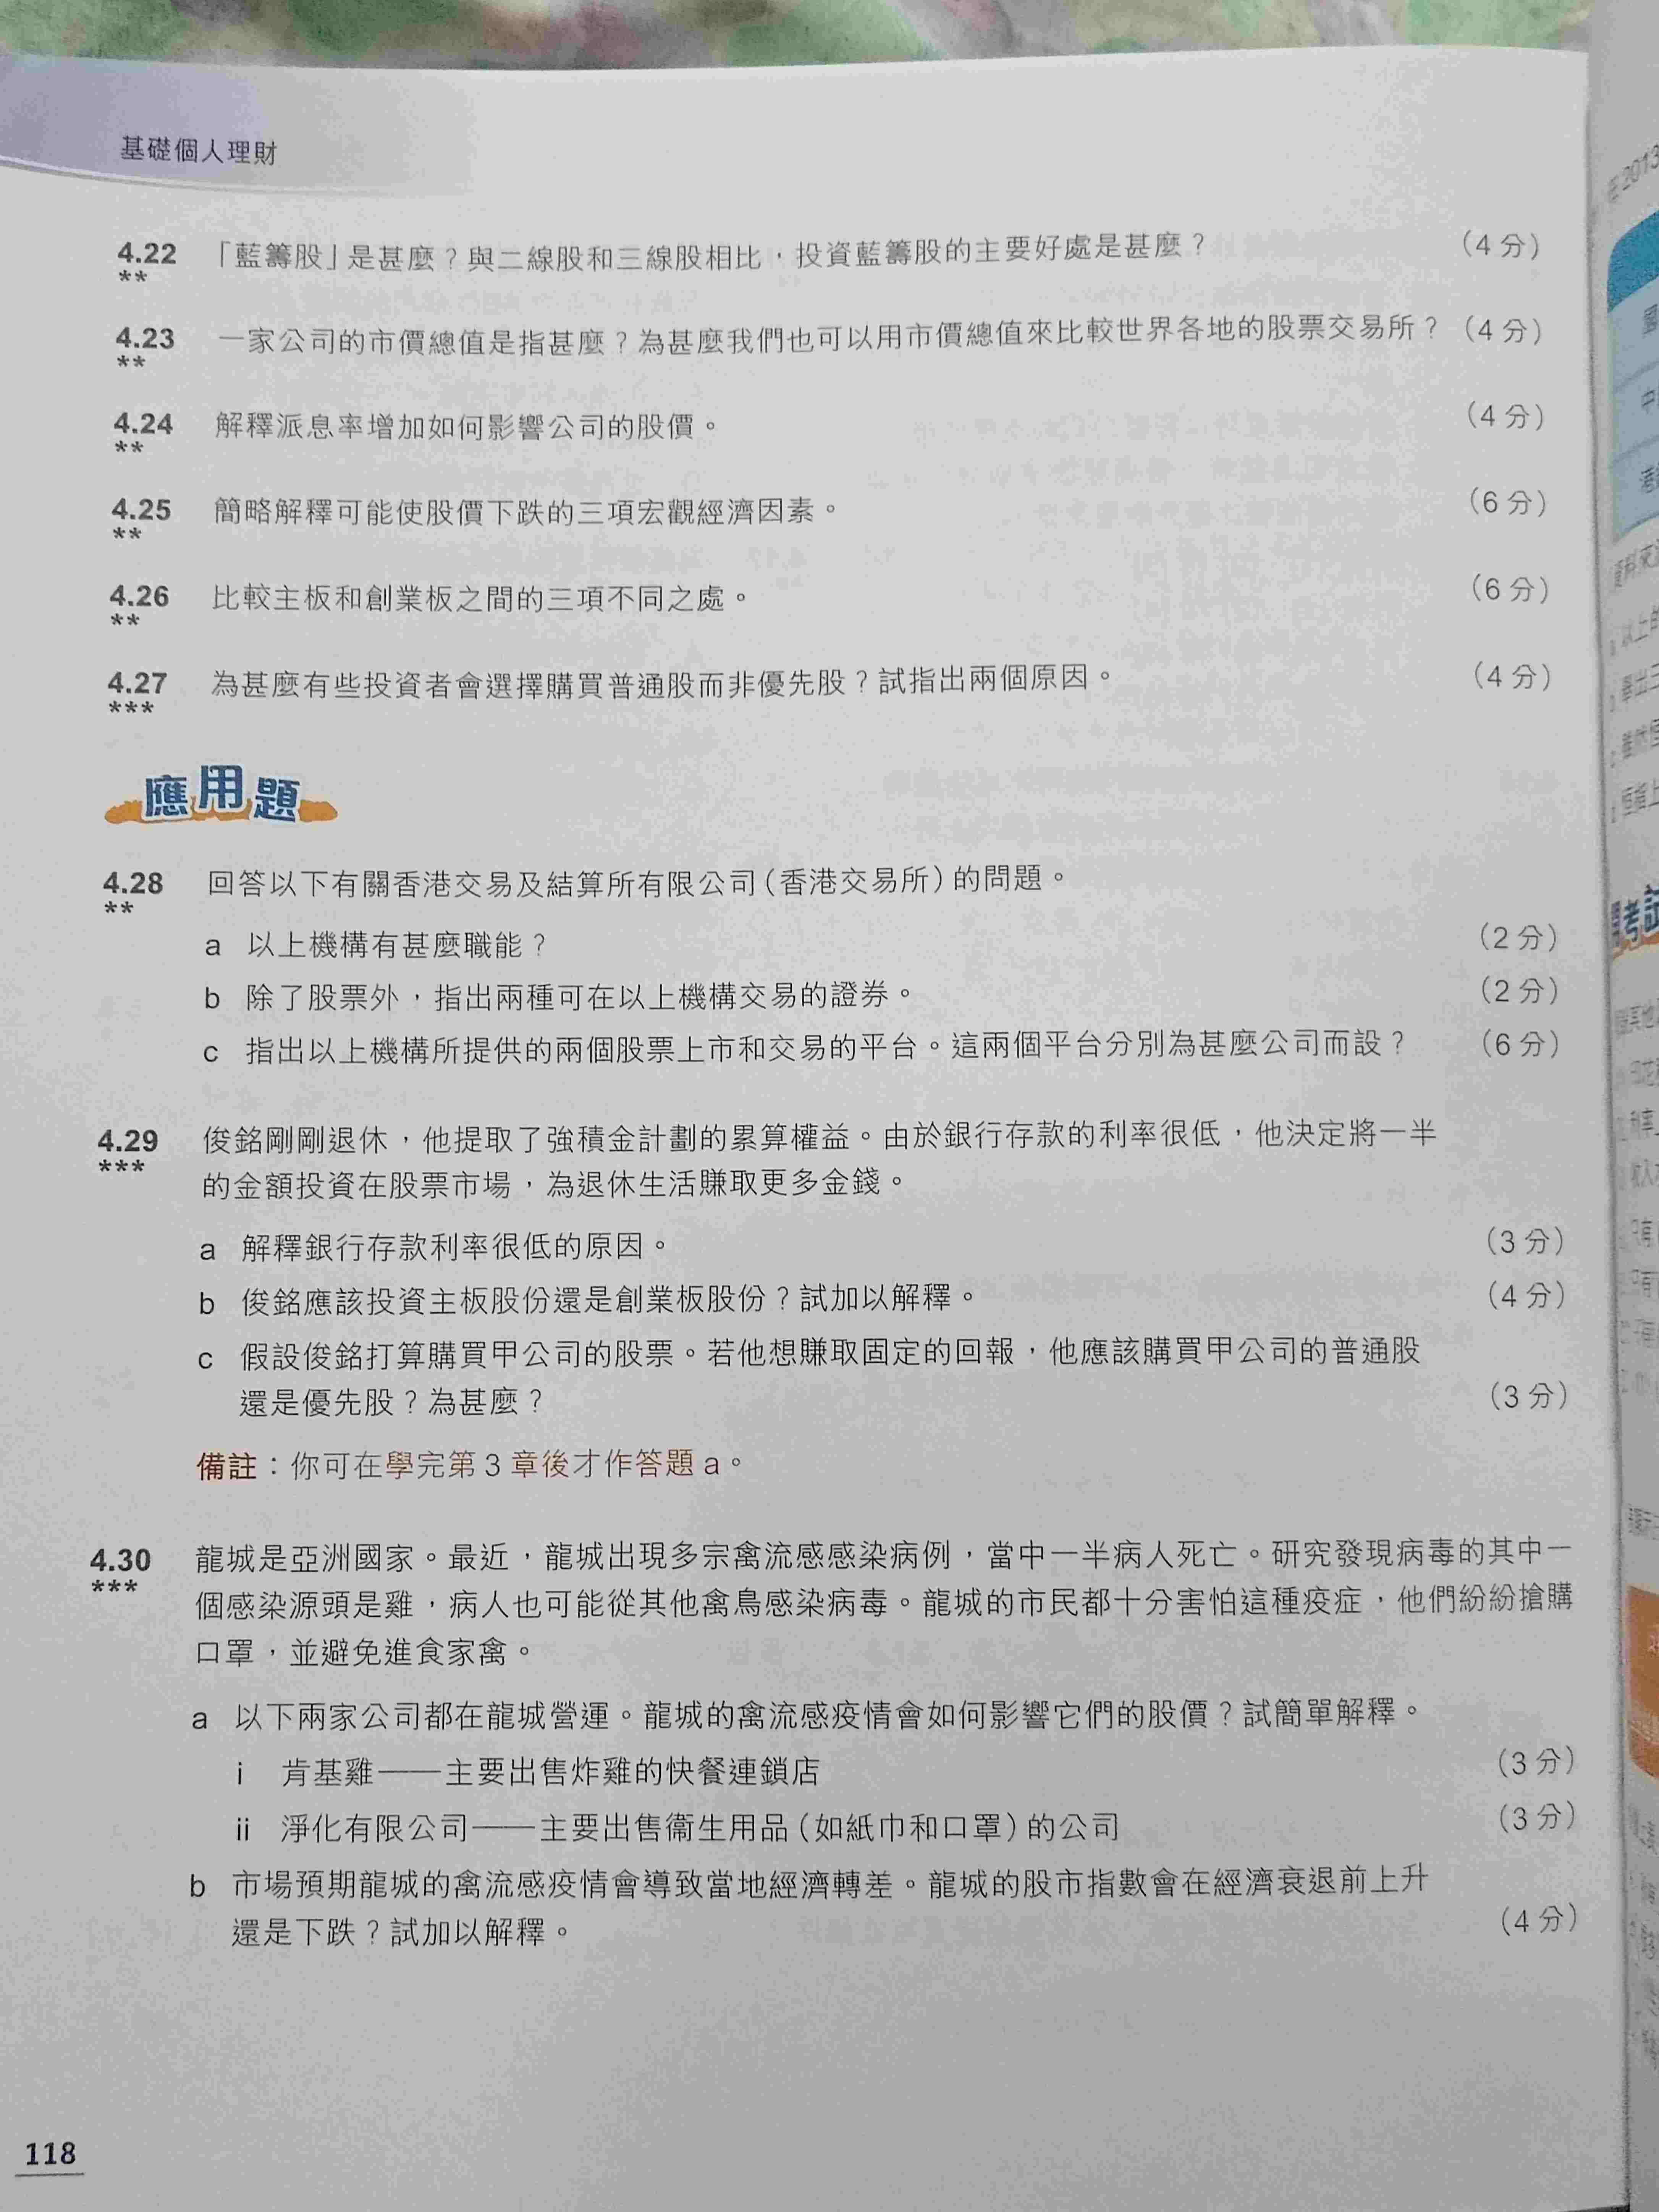 基礎個人理財
4.22 「藍籌股」是甚麼？與二線股和三線股相比，投資藍籌股的主要好處是甚麼？ （4 分）
**
4.23 一家公司的市價總值是指甚麼？為甚麼我們也可以用市價總值來比較世界各地的股票交易所？ （4 分）
**
4.24 解釋派息率增加如何影響公司的股價。 （4 分）
**
4.25 簡略解釋可能使股價下跌的三項宏觀經濟因素。 （6 分）
**
4.26 比較主板和創業板之間的三項不同之處。 （6 分）
**
4.27 為甚麼有些投資者會選擇購買普通股而非優先股？試指出兩個原因。 （4 分）
***
應用題
4.28 回答以下有關香港交易及結算所有限公司（香港交易所）的問題。
**
a 以上機構有甚麼職能？ （2 分）
b 除了股票外，指出兩種可在以上機構交易的證券。 （2 分）
c 指出以上機構所提供的兩個股票上市和交易的平台。這兩個平台分別為甚麼公司而設？ （6 分）
4.29 俊銘剛剛退休，他提取了強積金計劃的累算權益。由於銀行存款的利率很低，他決定將一半
***
的金額投資在股票市場，為退休生活賺取更多金錢。
a 解釋銀行存款利率很低的原因。 （3 分）
b 俊銘應該投資主板股份還是創業板股份？試加以解釋。 （4 分）
c 假設俊銘打算購買甲公司的股票。若他想賺取固定的回報，他應該購買甲公司的普通股
還是優先股？為甚麼？ （3 分）
備註：你可在學完第 3 章後才作答題 a。
4.30 龍城是亞洲國家。最近，龍城出現多宗禽流感感染病例，當中一半病人死亡。研究發現病毒的其中一
***
個感染源頭是雞，病人也可能從其他禽鳥感染病毒。龍城的市民都十分害怕這種疫症，他們紛紛搶購
口罩，並避免進食家禽。
a 以下兩家公司都在龍城營運。龍城的禽流感疫情會如何影響它們的股價？試簡單解釋。
i 肯基雞——主要出售炸雞的快餐連鎖店 （3 分）
ii 淨化有限公司——主要出售衞生用品（如紙巾和口罩）的公司 （3 分）
b 市場預期龍城的禽流感疫情會導致當地經濟轉差。龍城的股市指數會在經濟衰退前上升
還是下跌？試加以解釋。 （4 分）
118